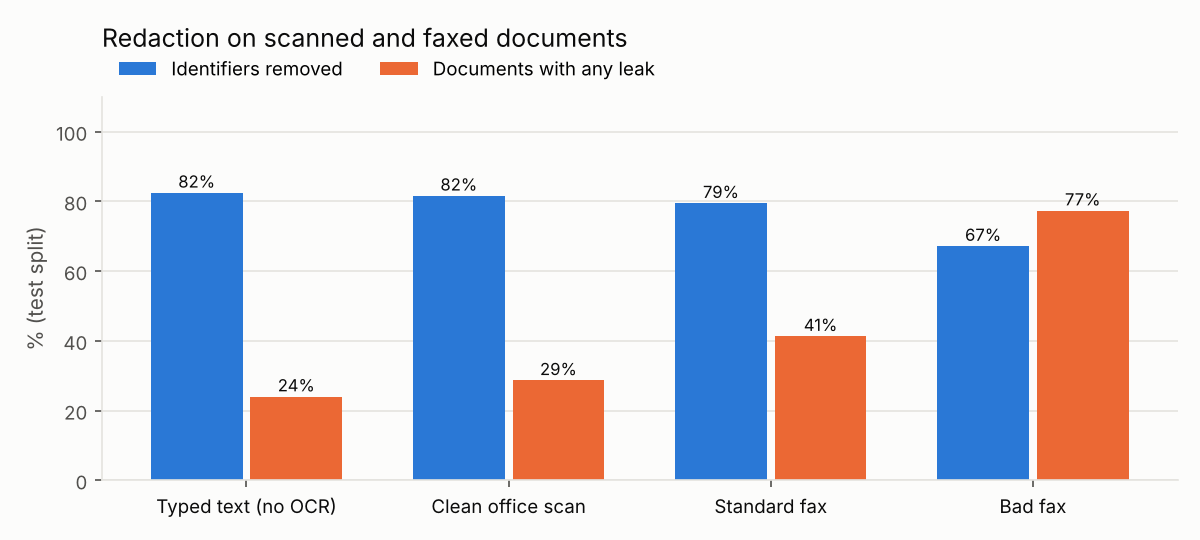 Redaction on scanned and faxed documents
Identifiers removed
Documents with any leak
% (test split)
100
80
60
40
20
0
82%
24%
82%
29%
79%
41%
67%
77%
Typed text (no OCR)
Clean office scan
Standard fax
Bad fax